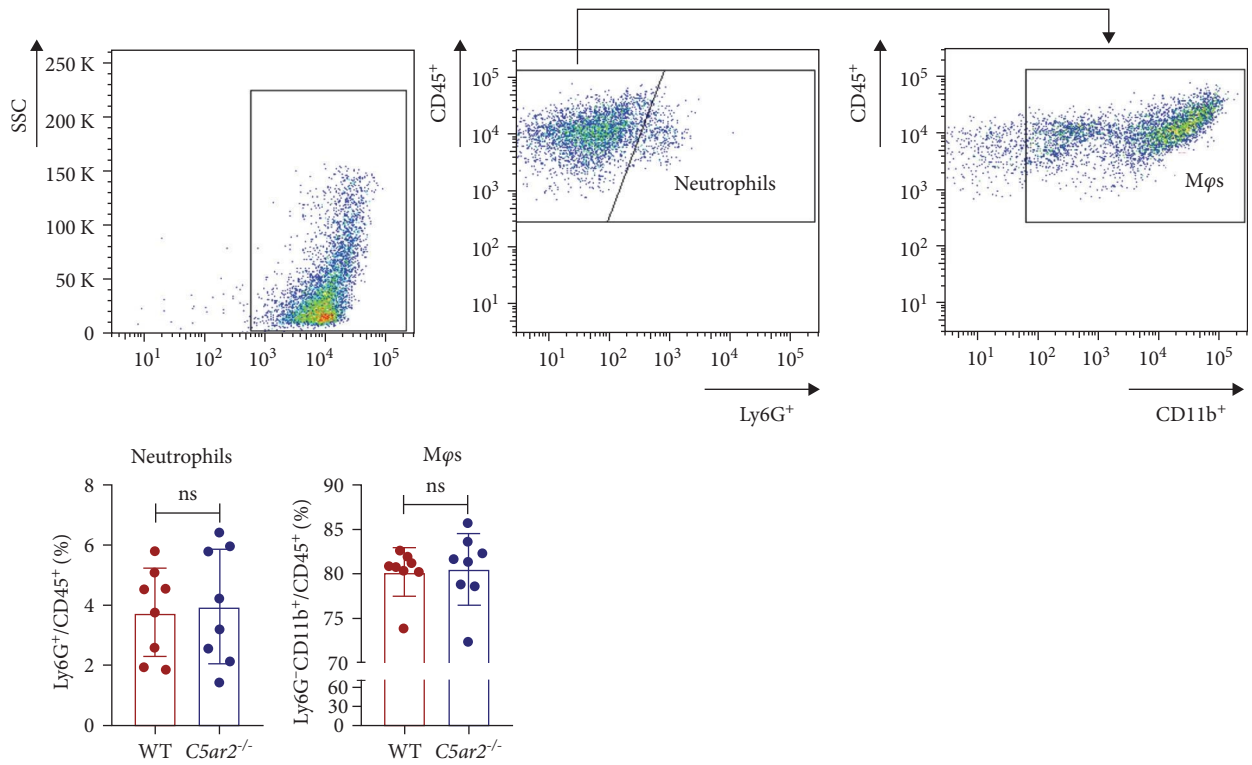 SSC
250 K
200 K
150 K
100 K
50 K
0
10¹ 10² 10³ 10⁴ 10⁵
CD45⁺
10⁵
10⁴
10³
10²
10¹
Neutrophils
10¹ 10² 10³ 10⁴ 10⁵
Ly6G⁺
CD45⁺
10⁵
10⁴
10³
10²
10¹
Mφs
10¹ 10² 10³ 10⁴ 10⁵
CD11b⁺
Neutrophils
Ly6G⁺/CD45⁺ (%)
8
6
4
2
0
ns
WT C5ar2⁻/⁻
Mφs
Ly6G⁻CD11b⁺/CD45⁺ (%)
90
85
80
75
70
60
30
0
ns
WT C5ar2⁻/⁻